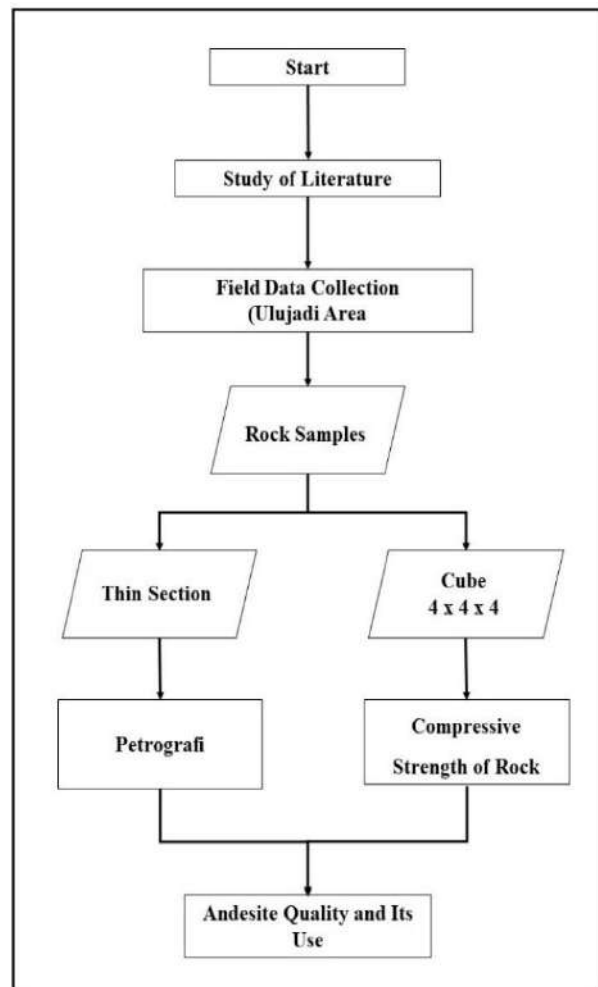 Start
Study of Literature
Field Data Collection
(Ulujadi Area
Rock Samples
Thin Section
Cube
4 x 4 x 4
Petrografi
Compressive
Strength of Rock
Andesite Quality and Its
Use